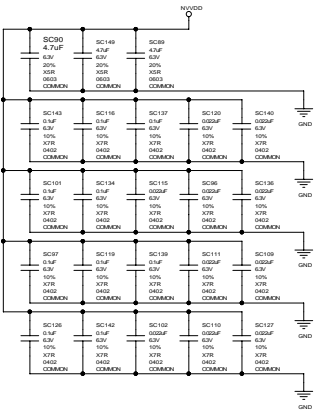 NVVDD
SC90
4.7uF
63V
20%
X5R
0603
COMMON
SC149
4.7uF
63V
20%
X5R
0603
COMMON
SC89
4.7uF
63V
20%
X5R
0603
COMMON
GND
SC143
0.1uF
63V
10%
X7R
0402
COMMON
SC116
0.1uF
63V
10%
X7R
0402
COMMON
SC137
0.1uF
63V
10%
X7R
0402
COMMON
SC120
0.022uF
63V
10%
X7R
0402
COMMON
SC140
0.022uF
63V
10%
X7R
0402
COMMON
GND
SC101
0.1uF
63V
10%
X7R
0402
COMMON
SC134
0.1uF
63V
10%
X7R
0402
COMMON
SC115
0.022uF
63V
10%
X7R
0402
COMMON
SC96
0.022uF
63V
10%
X7R
0402
COMMON
SC136
0.022uF
63V
10%
X7R
0402
COMMON
GND
SC97
0.1uF
63V
10%
X7R
0402
COMMON
SC119
0.1uF
63V
10%
X7R
0402
COMMON
SC139
0.1uF
63V
10%
X7R
0402
COMMON
SC111
0.022uF
63V
10%
X7R
0402
COMMON
SC109
0.022uF
63V
10%
X7R
0402
COMMON
GND
SC126
0.1uF
63V
10%
X7R
0402
COMMON
SC142
0.1uF
63V
10%
X7R
0402
COMMON
SC102
0.022uF
63V
10%
X7R
0402
COMMON
SC110
0.022uF
63V
10%
X7R
0402
COMMON
SC127
0.022uF
63V
10%
X7R
0402
COMMON
GND